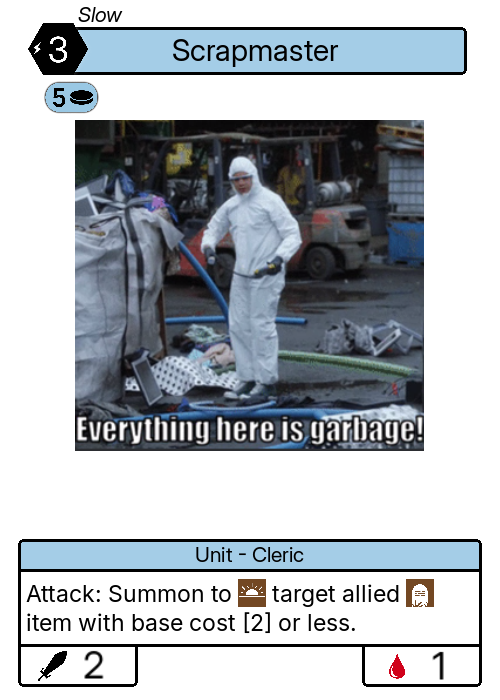 Slow
3
Scrapmaster
5
Everything here is garbage!
Unit - Cleric
Attack: Summon to target allied
item with base cost [2] or less.
2
1